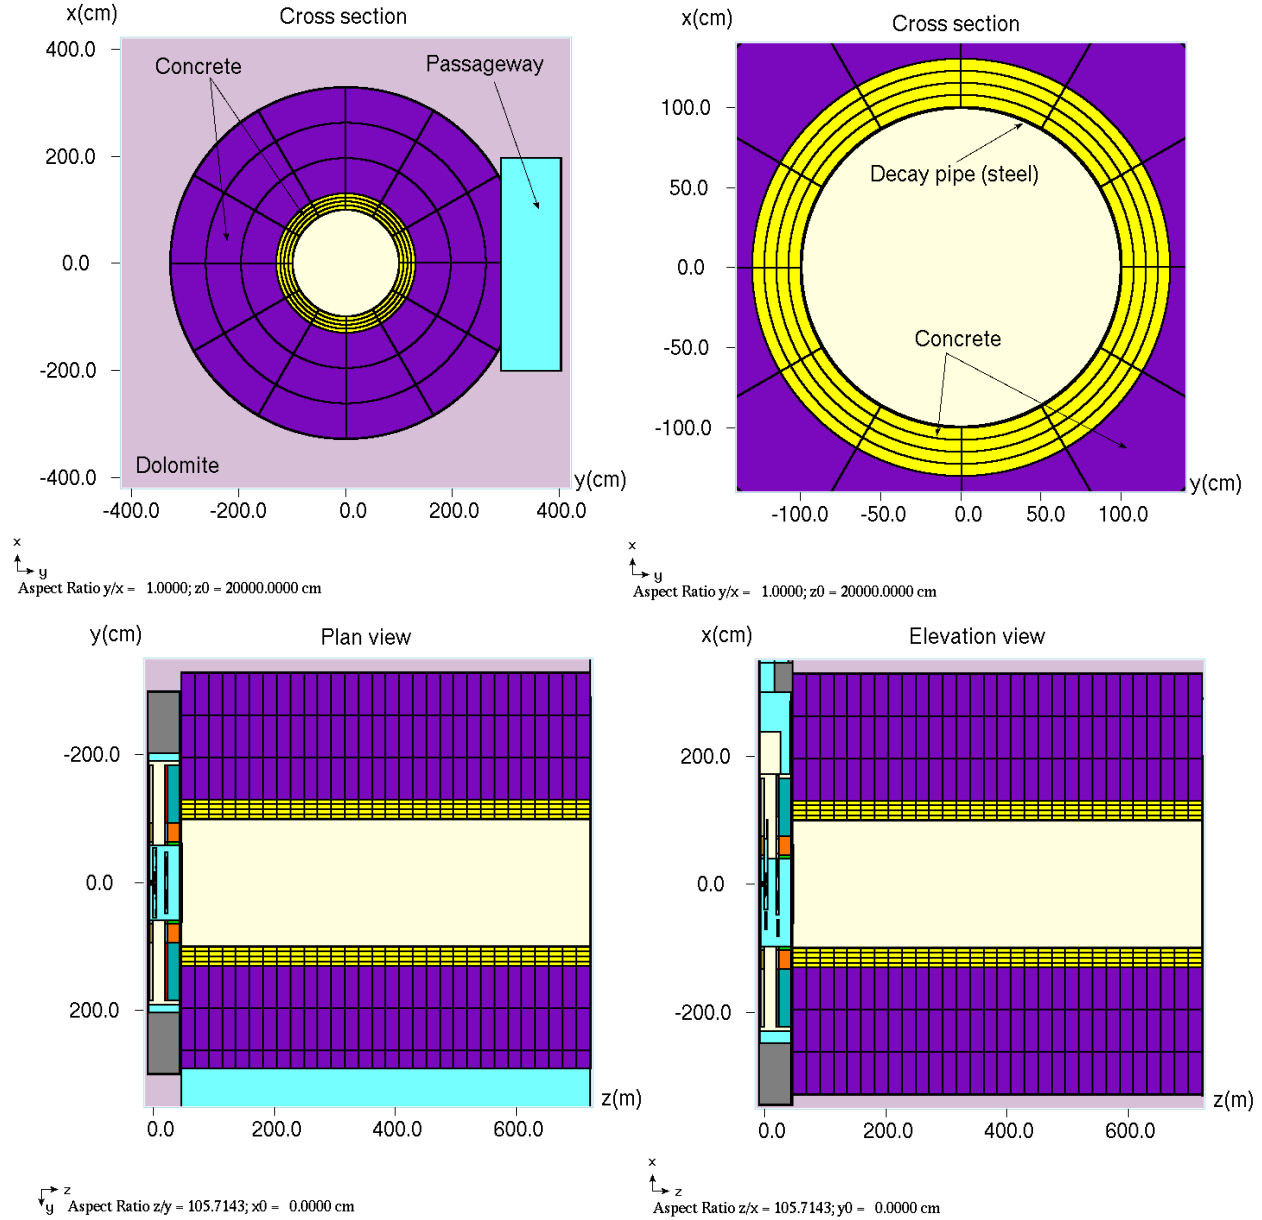 x(cm)
Cross section
400.0
Concrete
Passageway
200.0
0.0
-200.0
-400.0
Dolomite
y(cm)
-400.0
-200.0
0.0
200.0
400.0
x
y
Aspect Ratio y/x = 1.0000; z0 = 20000.0000 cm
x(cm)
Cross section
100.0
Decay pipe (steel)
50.0
0.0
-50.0
Concrete
-100.0
y(cm)
-100.0
-50.0
0.0
50.0
100.0
x
y
Aspect Ratio y/x = 1.0000; z0 = 20000.0000 cm
y(cm)
Plan view
-200.0
0.0
200.0
z(m)
0.0
200.0
400.0
600.0
z
y
Aspect Ratio z/y = 105.7143; x0 = 0.0000 cm
x(cm)
Elevation view
200.0
0.0
-200.0
z(m)
0.0
200.0
400.0
600.0
x
z
Aspect Ratio z/x = 105.7143; y0 = 0.0000 cm